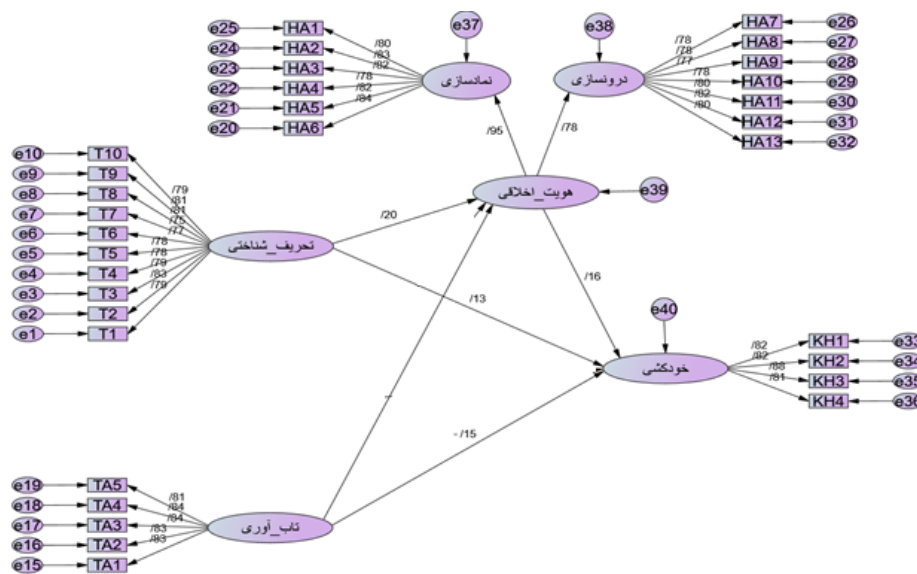 e37
e38
e25 HA1
e24 HA2
e23 HA3
e22 HA4
e21 HA5
e20 HA6
/80
/83
/82
/78
/82
/84
نمادسازی
درونسازی
/78
/78
/77
/78
/80
/82
/80
HA7 e26
HA8 e27
HA9 e28
HA10 e29
HA11 e30
HA12 e31
HA13 e32
/95
/78
هویت_اخلاقی
e39
e10 T10
e9 T9
e8 T8
e7 T7
e6 T6
e5 T5
e4 T4
e3 T3
e2 T2
e1 T1
/79
/81
/81
/75
/77
/78
/78
/79
/83
/79
تحریف_شناختی
/20
/16
/13
e40
خودکشی
/82
/82
/88
/81
KH1 e33
KH2 e34
KH3 e35
KH4 e36
- /15
e19 TA5
e18 TA4
e17 TA3
e16 TA2
e15 TA1
/81
/84
/84
/83
/83
تاب_آوری